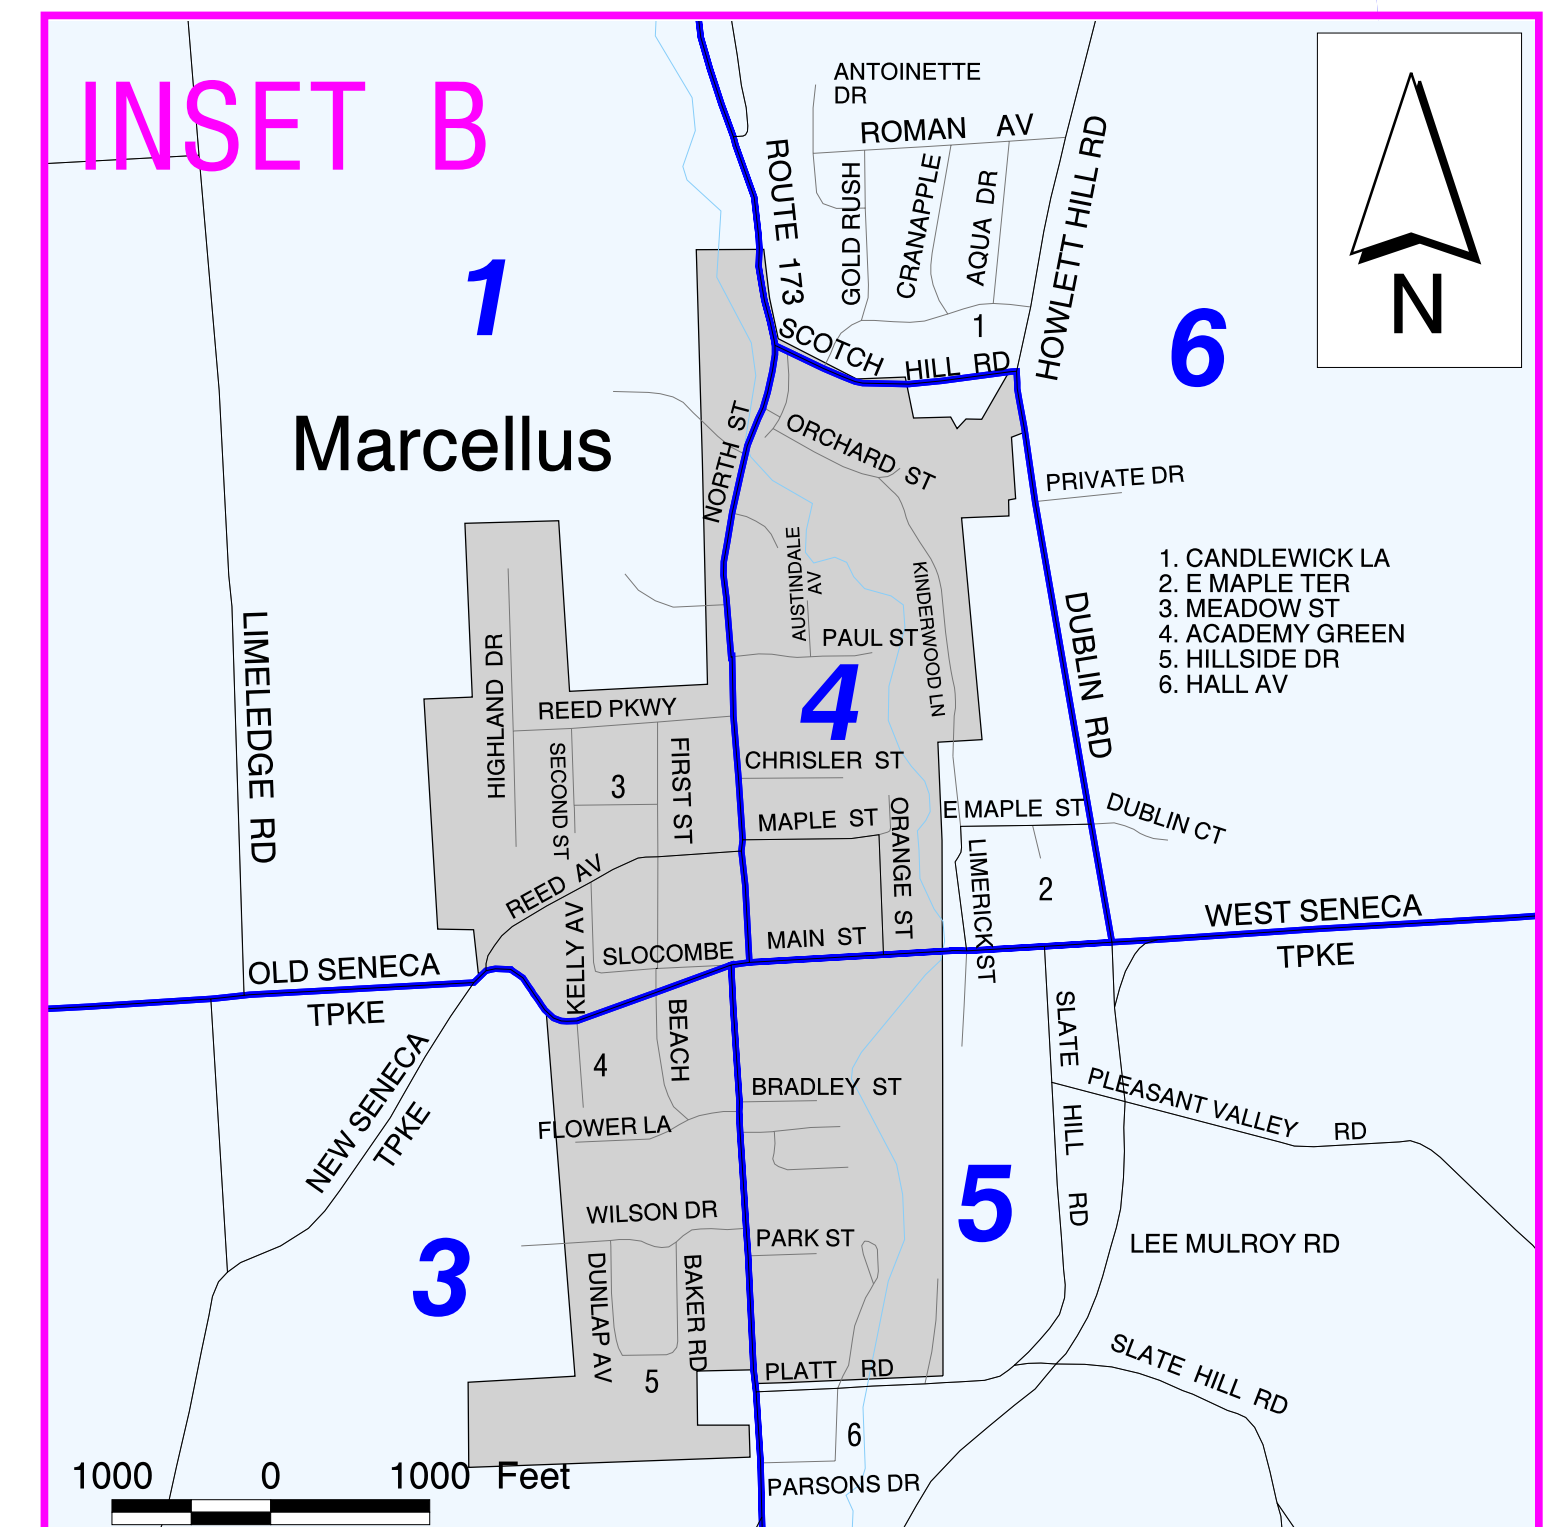 INSET B
ANTOINETTE
DR
ROMAN AV
ROUTE 173
GOLD RUSH
CRANAPPLE
AQUA DR
HOWLETT HILL RD
N
1
6
1
SCOTCH HILL RD
Marcellus
NORTH ST
ORCHARD ST
PRIVATE DR
AUSTINDALE
AV
KINDERWOOD LN
PAUL ST
1. CANDLEWICK LA
2. E MAPLE TER
3. MEADOW ST
4. ACADEMY GREEN
5. HILLSIDE DR
6. HALL AV
DUBLIN RD
LIMELEDGE RD
HIGHLAND DR
REED PKWY
4
SECOND ST
3
FIRST ST
CHRISLER ST
MAPLE ST
ORANGE ST
E MAPLE ST
DUBLIN CT
LIMERICK ST
2
REED AV
KELLY AV
SLOCOMBE
MAIN ST
WEST SENECA
TPKE
OLD SENECA
TPKE
NEW SENECA
TPKE
4
BEACH
SLATE HILL RD
BRADLEY ST
PLEASANT VALLEY RD
FLOWER LA
5
WILSON DR
PARK ST
LEE MULROY RD
3
DUNLAP AV
BAKER RD
5
PLATT RD
SLATE HILL RD
6
PARSONS DR
1000 0 1000 Feet